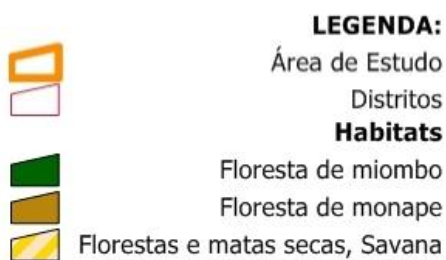 LEGENDA:
Área de Estudo
Distritos
Habitats
Floresta de miombo
Floresta de monape
Florestas e matas secas, Savana